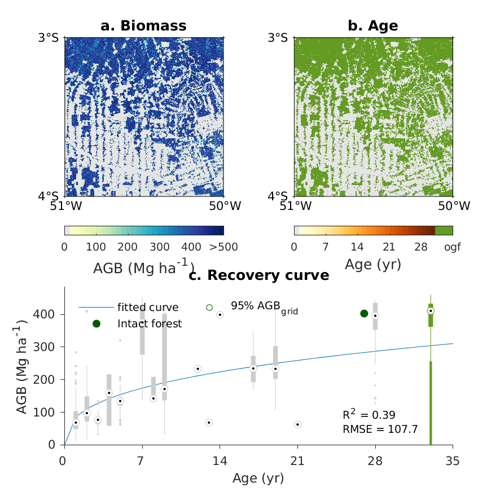 a. Biomass
b. Age
3°S
3°S
4°S
4°S
51°W 50°W
51°W 50°W
0 100 200 300 400 >500
0 7 14 21 28 ogf
AGB (Mg ha⁻¹)
Age (yr)
c. Recovery curve
fitted curve
95% AGB_grid
Intact forest
AGB (Mg ha⁻¹)
400
300
200
100
0
R² = 0.39
RMSE = 107.7
0 7 14 21 28 35
Age (yr)